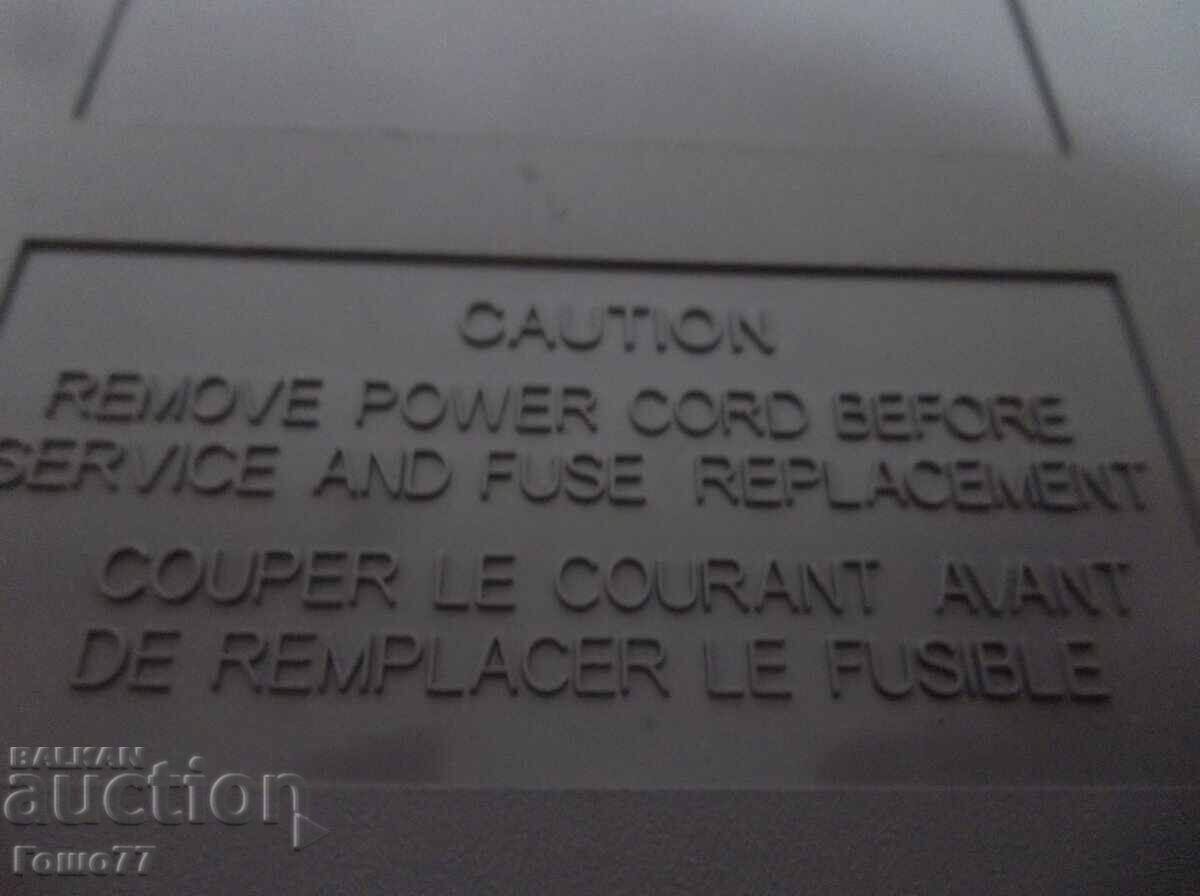 CAUTION
REMOVE POWER CORD BEFORE
SERVICE AND FUSE REPLACEMENT
COUPER LE COURANT AVANT
DE REMPLACER LE FUSIBLE
BALKAN
auction
Гошо77